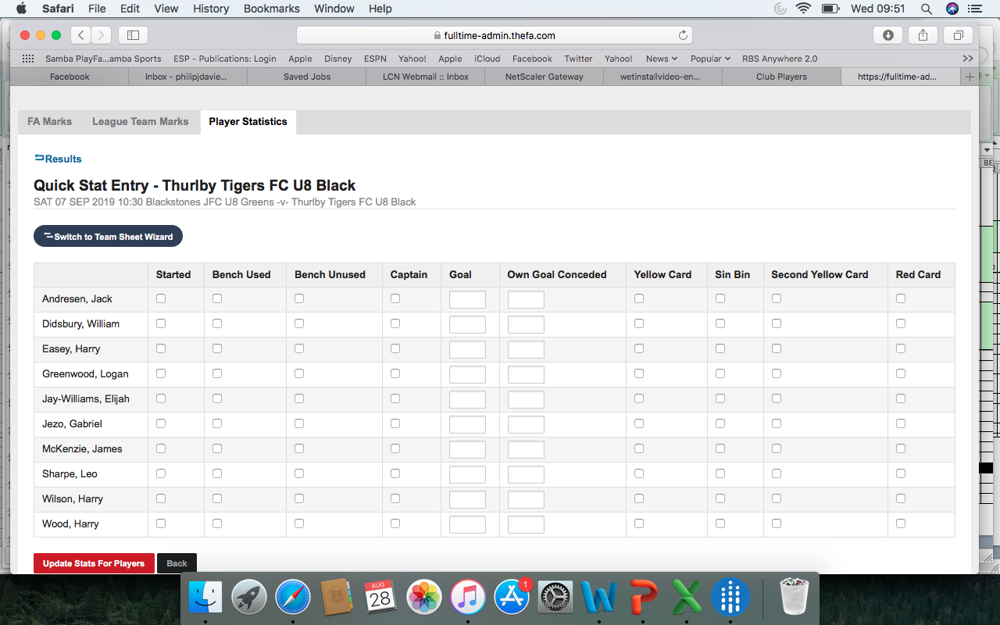 Safari File Edit View History Bookmarks Window Help Wed 09:51
fulltime-admin.thefa.com
Samba PlayFa...amba Sports ESP - Publications: Login Apple Disney ESPN Yahoo! Apple iCloud Facebook Twitter Yahoo! News Popular RBS Anywhere 2.0
Facebook Inbox - philipjdavie... Saved Jobs LCN Webmail :: Inbox NetScaler Gateway wetinstallvideo-en... Club Players https://fulltime-ad...
FA Marks League Team Marks Player Statistics
Results
BE
Quick Stat Entry - Thurlby Tigers FC U8 Black
SAT 07 SEP 2019 10:30 Blackstones JFC U8 Greens -v- Thurlby Tigers FC U8 Black
Switch to Team Sheet Wizard
Started Bench Used Bench Unused Captain Goal Own Goal Conceded Yellow Card Sin Bin Second Yellow Card Red Card
Andresen, Jack
Didsbury, William
Easey, Harry
Greenwood, Logan
Jay-Williams, Elijah
Jezo, Gabriel
McKenzie, James
Sharpe, Leo
Wilson, Harry
Wood, Harry
Update Stats For Players Back
AUG
28
1